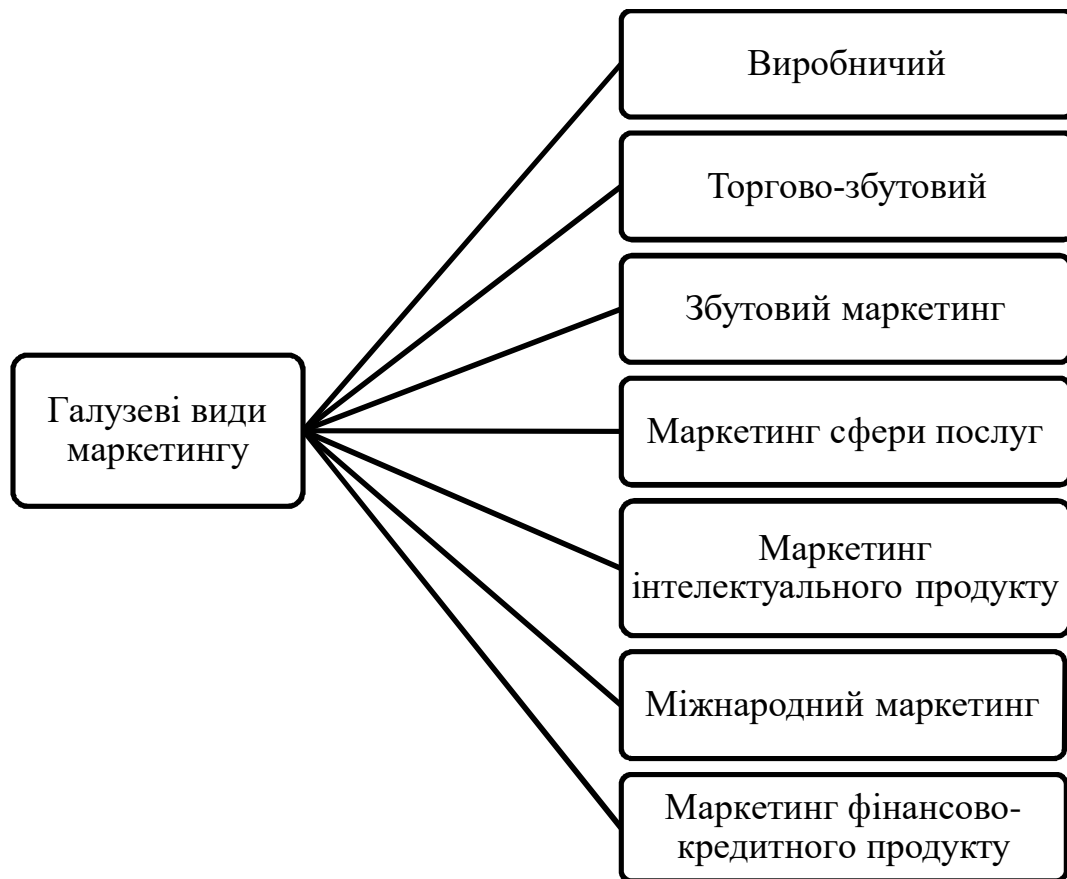 Виробничий
Торгово-збутовий
Збутовий маркетинг
Галузеві види
маркетингу
Маркетинг сфери послуг
Маркетинг
інтелектуального продукту
Міжнародний маркетинг
Маркетинг фінансово-
кредитного продукту